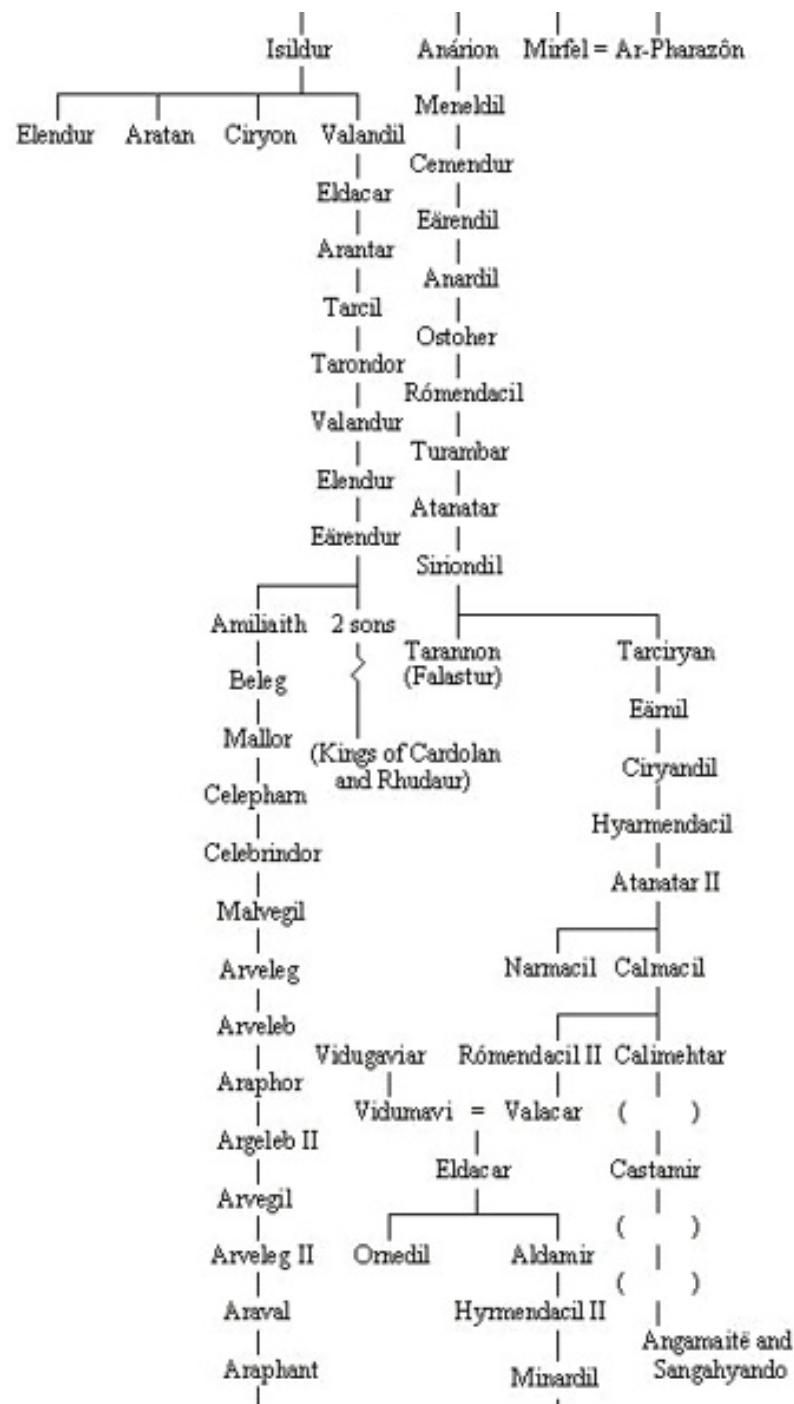 Isildur Anárion Mirfel = Ar-Pharazôn
Meneldil
Elendur Aratan Ciryon Valandil
Cemendur
Eldacar
Eärendil
Arantar
Anardil
Tarcil
Ostoher
Tarondor
Rómendacil
Valandur
Turambar
Elendur
Atanatar
Eärendur
Siriondil
Amiliaith 2 sons
Tarannon Tarciryan
(Falastur)
Beleg
Eärnil
Mallor
(Kings of Cardolan
and Rhudaur)
Ciryandil
Celepharn
Hyarmendacil
Celebrindor
Atanatar II
Malvegil
Arveleg Narmacil Calmacil
Arveleb
Vidugaviar Rómendacil II Calimehtar
Araphor
Vidumavi = Valacar ( )
Argeleb II
Eldacar Castamir
Arvegil
( )
Arveleg II Ornedil Aldamir
( )
Araval Hyrmendacil II
Angamaitë and
Sangahyando
Araphant Minardil